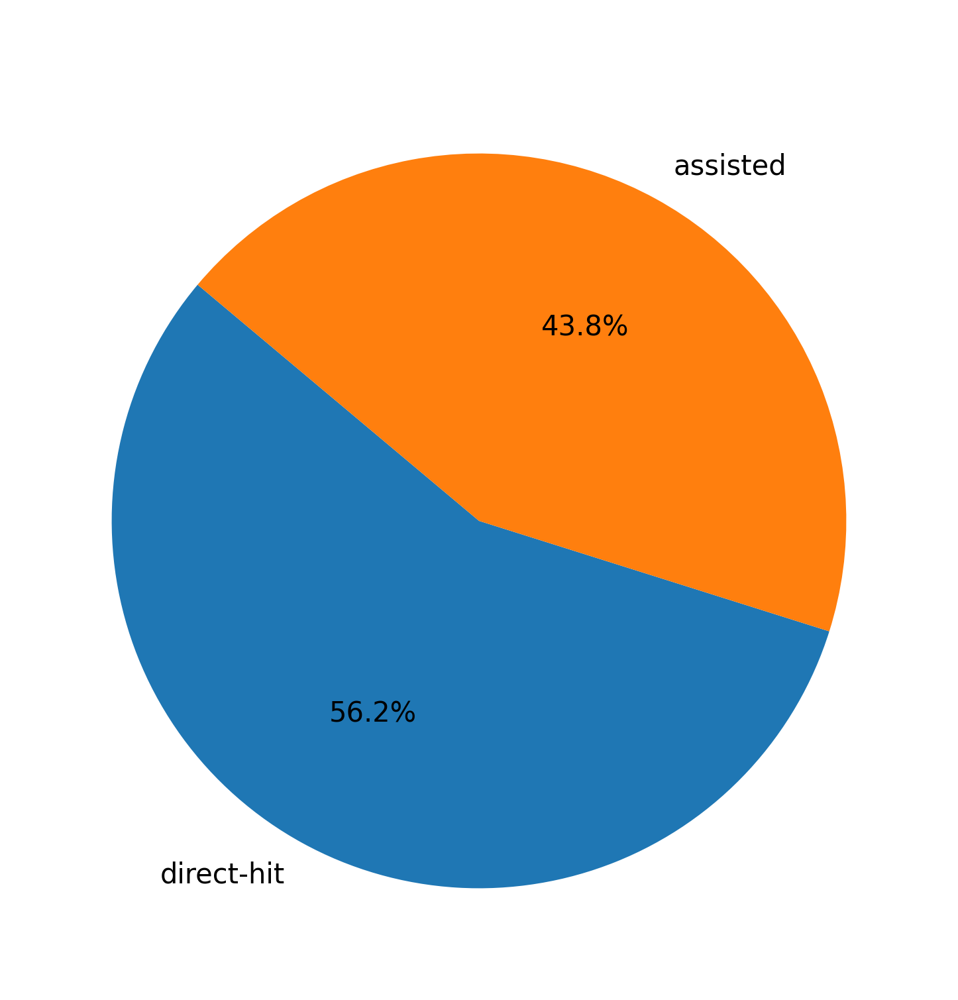 assisted
43.8%
56.2%
direct-hit